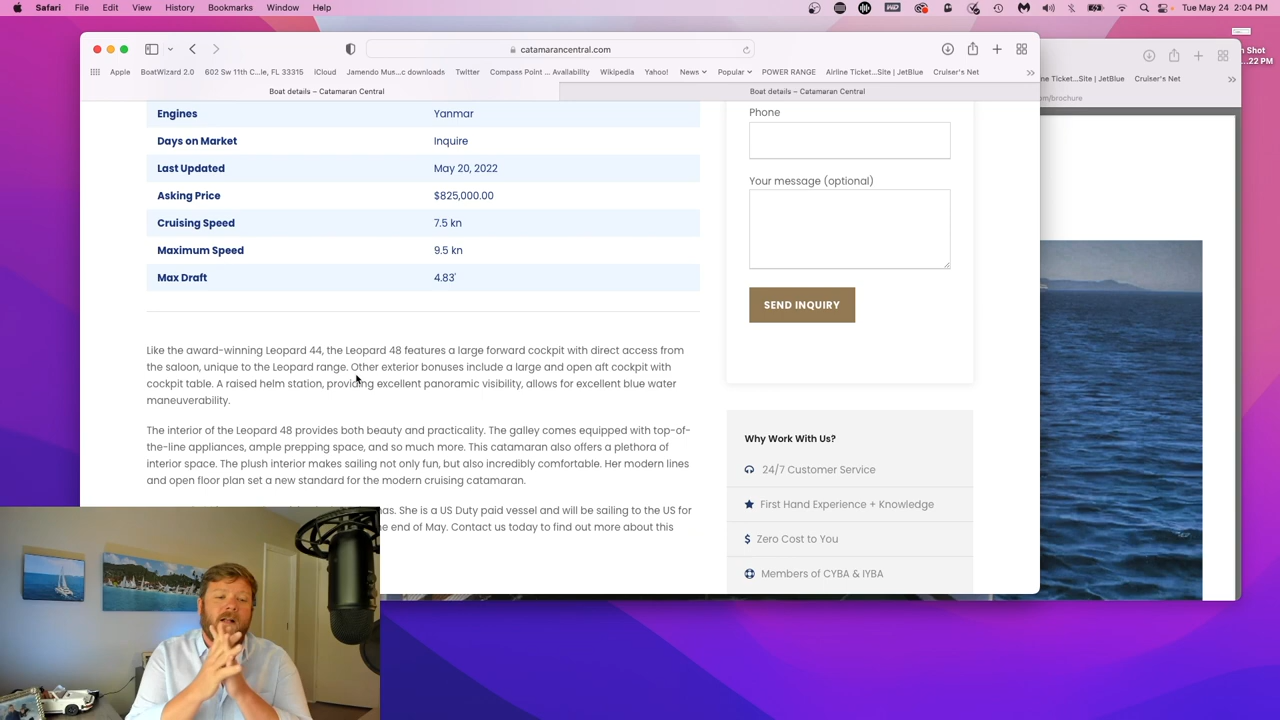 Safari File Edit View History Bookmarks Window Help
Tue May 24 2:04 PM
catamarancentral.com
Apple BoatWizard 2.0 602 Sw 11th C...le, FL 33315 iCloud Jamendo Mus...c downloads Twitter Compass Point ... Availability Wikipedia Yahoo! News Popular POWER RANGE Airline Ticket...Site | JetBlue Cruiser's Net
Boat details – Catamaran Central
Boat details – Catamaran Central
Engines Yanmar
Days on Market Inquire
Last Updated May 20, 2022
Asking Price $825,000.00
Cruising Speed 7.5 kn
Maximum Speed 9.5 kn
Max Draft 4.83'
Like the award-winning Leopard 44, the Leopard 48 features a large forward cockpit with direct access from
the saloon, unique to the Leopard range. Other exterior bonuses include a large and open aft cockpit with
cockpit table. A raised helm station, providing excellent panoramic visibility, allows for excellent blue water
maneuverability.
The interior of the Leopard 48 provides both beauty and practicality. The galley comes equipped with top-of-
the-line appliances, ample prepping space, and so much more. This catamaran also offers a plethora of
interior space. The plush interior makes sailing not only fun, but also incredibly comfortable. Her modern lines
and open floor plan set a new standard for the modern cruising catamaran.
as. She is a US Duty paid vessel and will be sailing to the US for
e end of May. Contact us today to find out more about this
Phone
Your message (optional)
SEND INQUIRY
Why Work With Us?
24/7 Customer Service
First Hand Experience + Knowledge
$ Zero Cost to You
Members of CYBA & IYBA
Shot
...22 PM
ne Ticket...Site | JetBlue Cruiser's Net
om/brochure